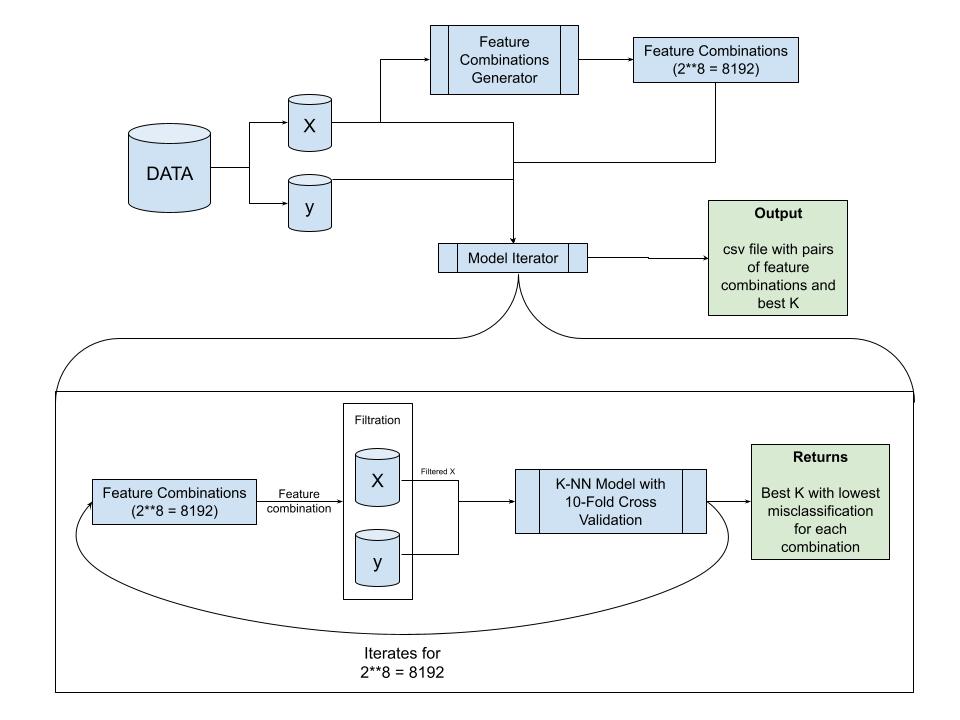 Feature
Combinations
Generator
Feature Combinations
(2**8 = 8192)
X
DATA
y
Model Iterator
Output
csv file with pairs
of feature
combinations and
best K
Filtration
X
Filtered X
Feature Combinations
(2**8 = 8192)
Feature
combination
y
K-NN Model with
10-Fold Cross
Validation
Returns
Best K with lowest
misclassification
for each
combination
Iterates for
2**8 = 8192